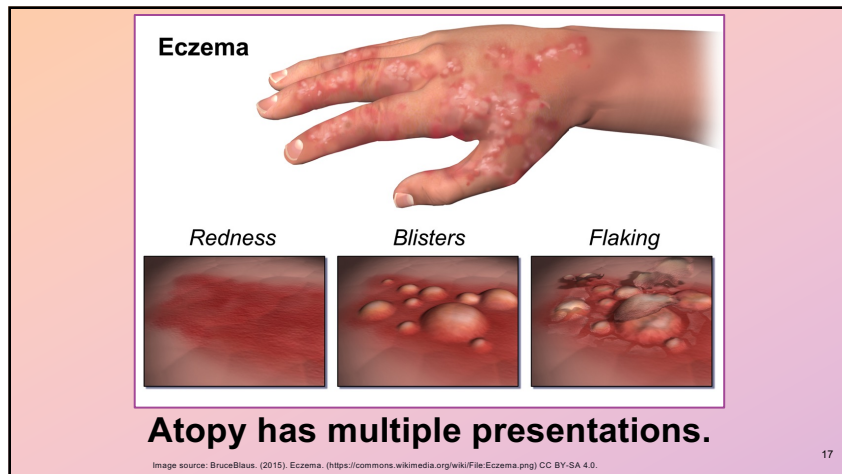 Eczema
Redness Blisters Flaking
Atopy has multiple presentations.
17
Image source: BruceBlaus. (2015). Eczema. (https://commons.wikimedia.org/wiki/File:Eczema.png) CC BY-SA 4.0.